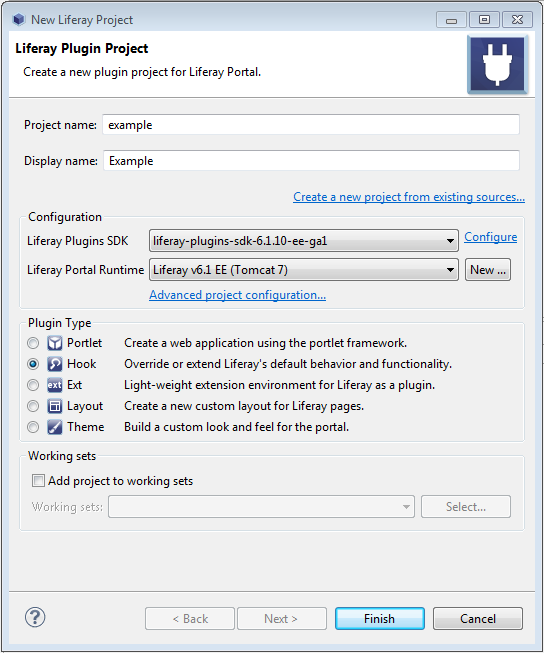 New Liferay Project
Liferay Plugin Project
Create a new plugin project for Liferay Portal.
Project name: example
Display name: Example
Create a new project from existing sources...
Configuration
Liferay Plugins SDK liferay-plugins-sdk-6.1.10-ee-ga1 Configure
Liferay Portal Runtime Liferay v6.1 EE (Tomcat 7) New ...
Advanced project configuration...
Plugin Type
Portlet Create a web application using the portlet framework.
Hook Override or extend Liferay's default behavior and functionality.
ext Ext Light-weight extension environment for Liferay as a plugin.
Layout Create a new custom layout for Liferay pages.
Theme Build a custom look and feel for the portal.
Working sets
Add project to working sets
Working sets: Select...
? < Back Next > Finish Cancel